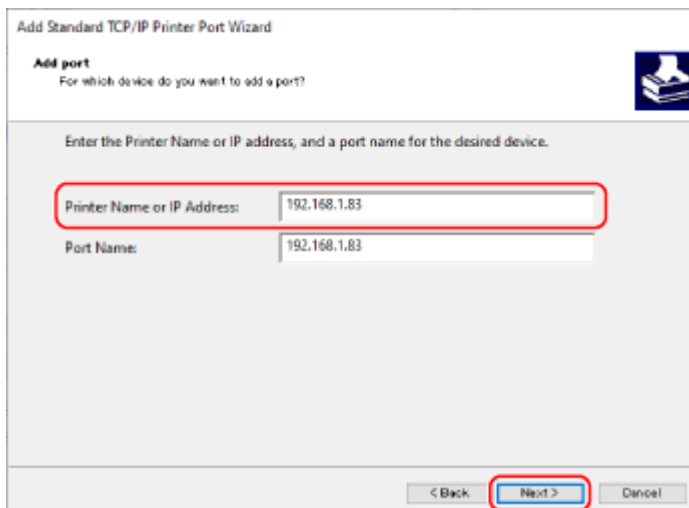 Add Standard TCP/IP Printer Port Wizard
Add port
For which device do you want to add a port?
Enter the Printer Name or IP address, and a port name for the desired device.
Printer Name or IP Address: 192.168.1.83
Port Name: 192.168.1.83
< Back Next > Cancel